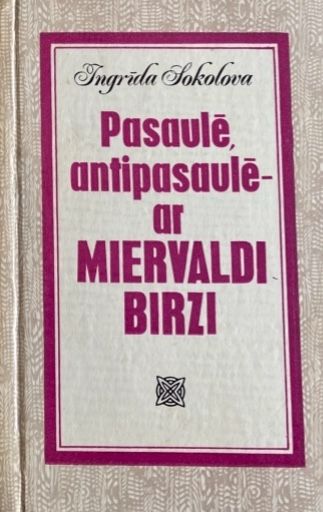 Ingrīda Sokolova
Pasaulē,
antipasaulē-
ar
MIERVALDI
BIRZI